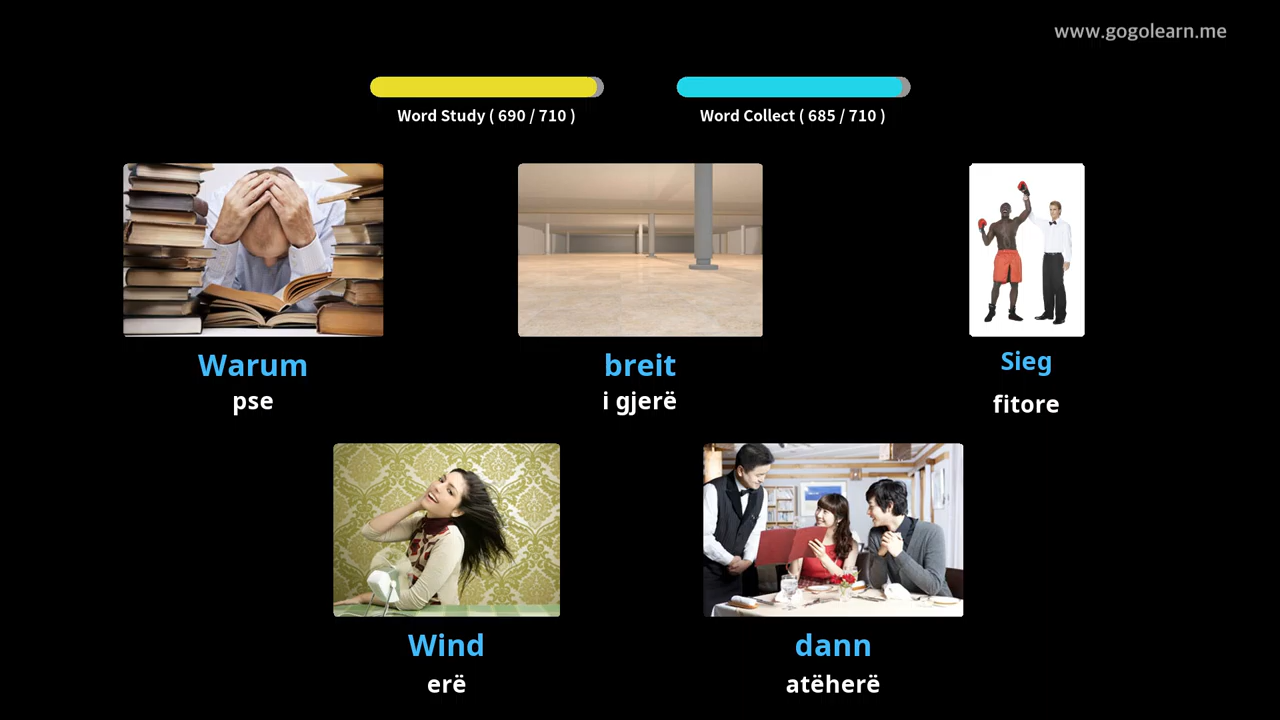 www.gogolearn.me
Word Study ( 690 / 710 )
Word Collect ( 685 / 710 )
Warum
pse
breit
i gjerë
Sieg
fitore
Wind
erë
dann
atëherë